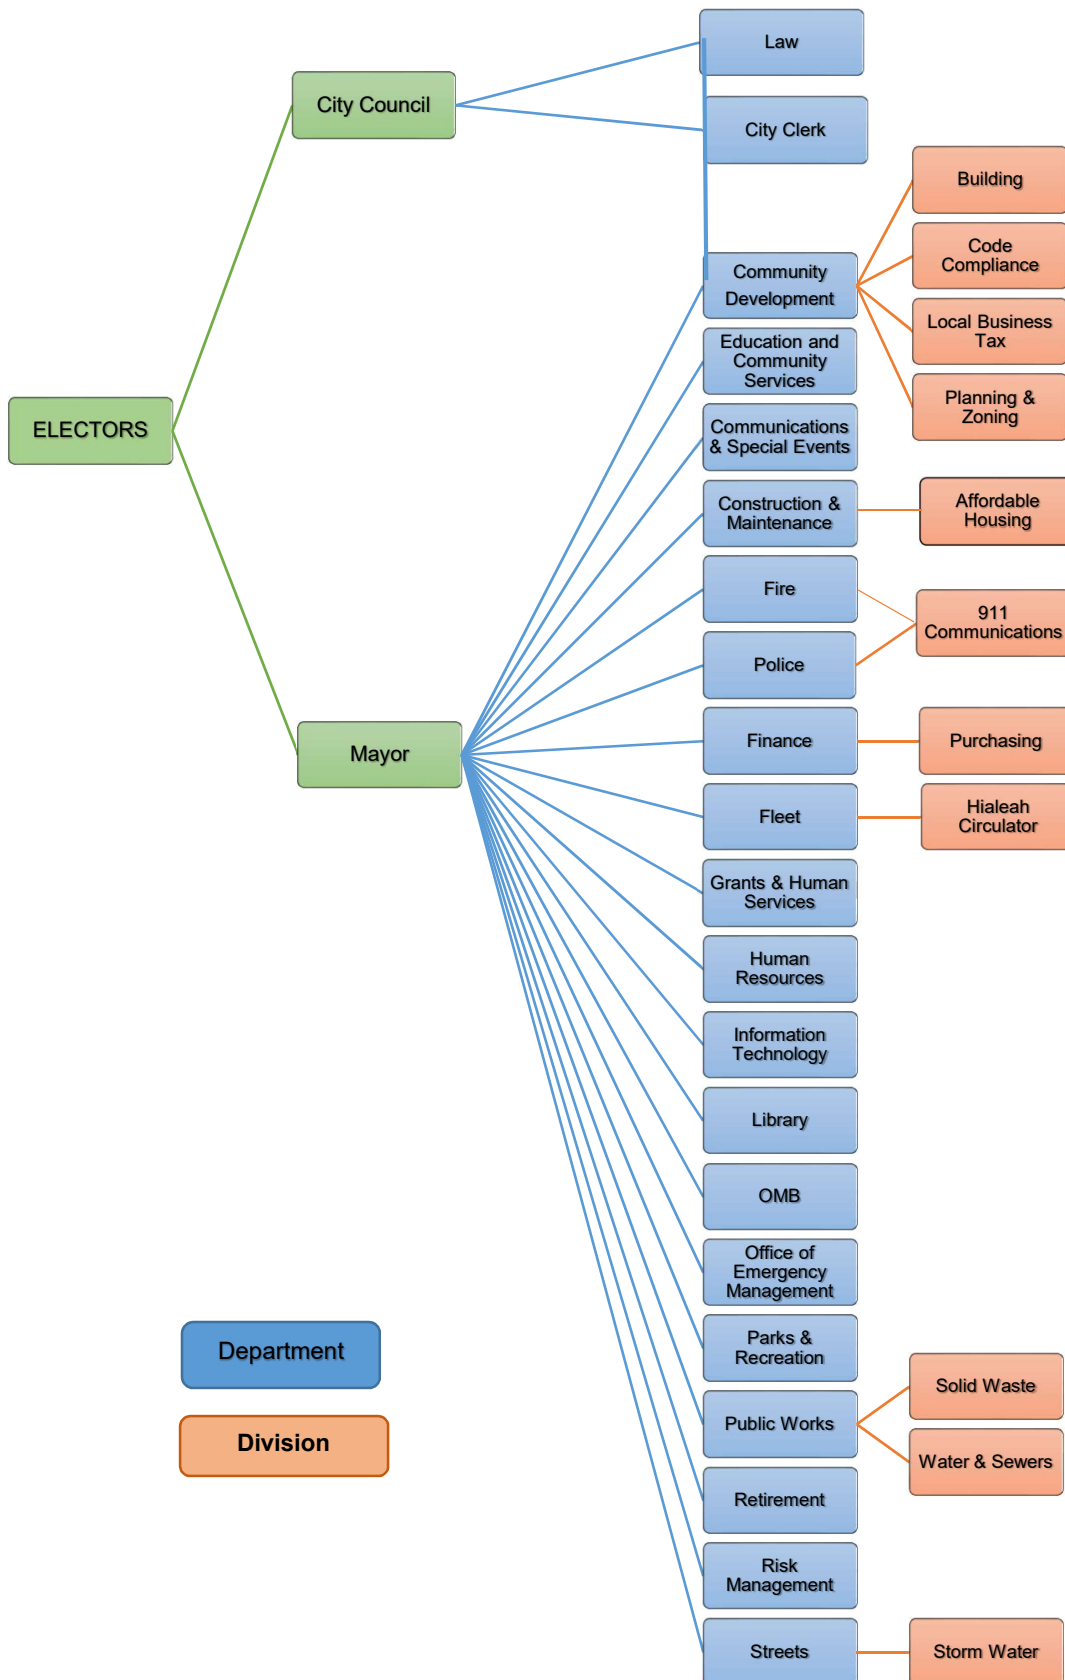 Law
City Council
City Clerk
Building
Code
Compliance
Community
Development
Local Business
Tax
Education and
Community
Services
Planning &
Zoning
ELECTORS
Communications
& Special Events
Construction &
Maintenance
Affordable
Housing
Fire
911
Communications
Police
Mayor
Finance
Purchasing
Fleet
Hialeah
Circulator
Grants & Human
Services
Human
Resources
Information
Technology
Library
OMB
Office of
Emergency
Management
Department
Parks &
Recreation
Solid Waste
Division
Public Works
Water & Sewers
Retirement
Risk
Management
Streets
Storm Water